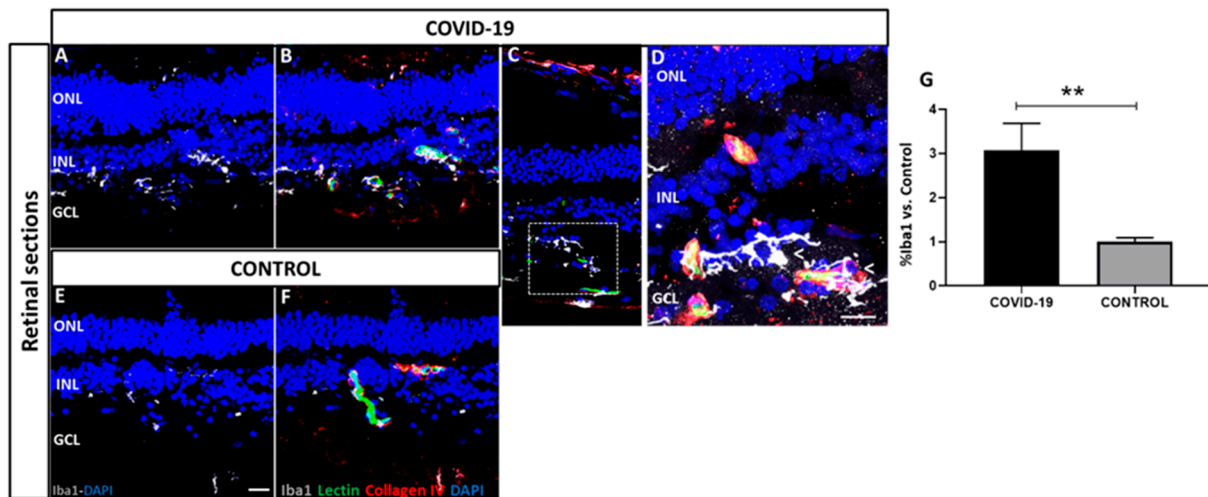 COVID-19
Retinal sections
A
ONL
INL
GCL
B
C
D
ONL
INL
<
<
GCL
CONTROL
E
ONL
INL
GCL
Iba1-DAPI
F
Iba1 Lectin Collagen IV DAPI
G
**
%Iba1 vs. Control
4
3
2
1
0
COVID-19 CONTROL